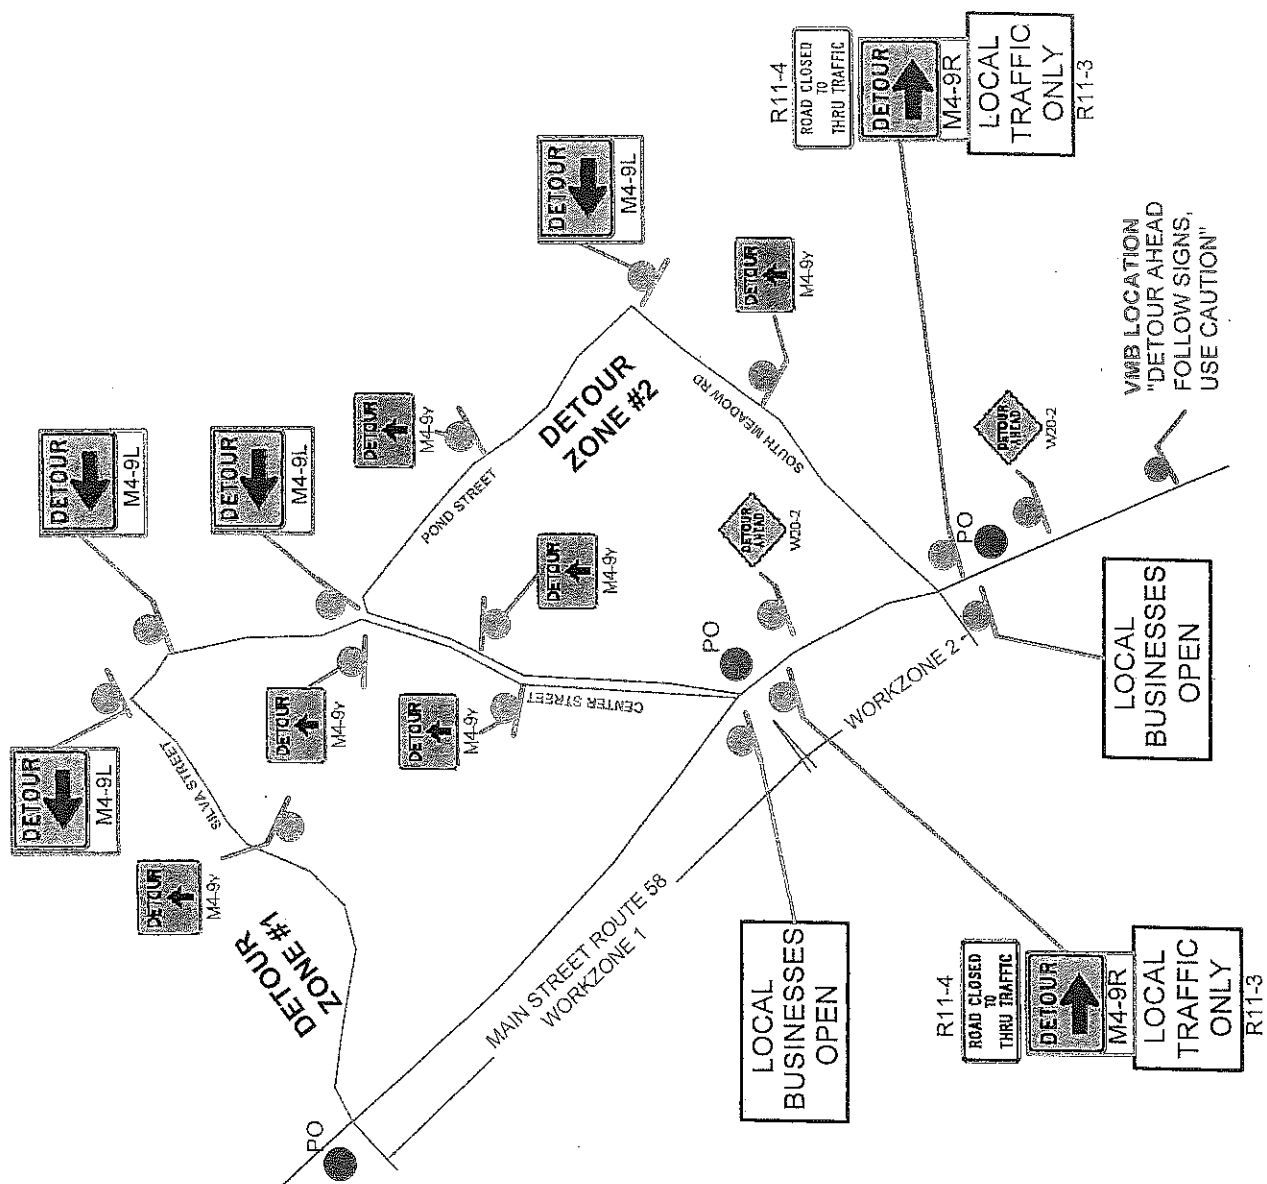 DETOUR
M4-9L
DETOUR
M4-9L
DETOUR
M4-9L
DETOUR
M4-9L
DETOUR
M4-9y
DETOUR
M4-9y
DETOUR
M4-9y
DETOUR
M4-9y
DETOUR
M4-9y
DETOUR
M4-9y
SILVA STREET
POND STREET
CENTER STREET
SOUTH MEADOW RD
DETOUR
ZONE #1
DETOUR
ZONE #2
MAIN STREET ROUTE 58
WORKZONE 1
WORKZONE 2
PO
PO
PO
DETOUR
AHEAD
W20-2
DETOUR
AHEAD
W20-2
R11-4
ROAD CLOSED
TO
THRU TRAFFIC
DETOUR
M4-9R
LOCAL
TRAFFIC
ONLY
R11-3
VMB LOCATION
"DETOUR AHEAD
FOLLOW SIGNS,
USE CAUTION"
LOCAL
BUSINESSES
OPEN
LOCAL
BUSINESSES
OPEN
R11-4
ROAD CLOSED
TO
THRU TRAFFIC
DETOUR
M4-9R
LOCAL
TRAFFIC
ONLY
R11-3